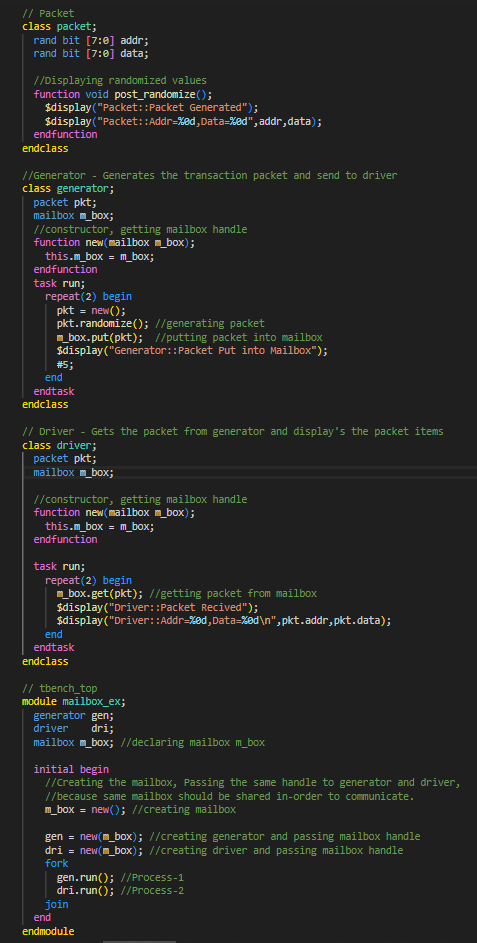 // Packet
class packet;
rand bit [7:0] addr;
rand bit [7:0] data;
//Displaying randomized values
function void post_randomize();
$display("Packet::Packet Generated");
$display("Packet::Addr=%0d,Data=%0d",addr,data);
endfunction
endclass
//Generator - Generates the transaction packet and send to driver
class generator;
packet pkt;
mailbox m_box;
//constructor, getting mailbox handle
function new(mailbox m_box);
this.m_box = m_box;
endfunction
task run;
repeat(2) begin
pkt = new();
pkt.randomize(); //generating packet
m_box.put(pkt);  //putting packet into mailbox
$display("Generator::Packet Put into Mailbox");
#5;
end
endtask
endclass
// Driver - Gets the packet from generator and display's the packet items
class driver;
packet pkt;
mailbox m_box;
//constructor, getting mailbox handle
function new(mailbox m_box);
this.m_box = m_box;
endfunction
task run;
repeat(2) begin
m_box.get(pkt); //getting packet from mailbox
$display("Driver::Packet Recived");
$display("Driver::Addr=%0d,Data=%0d\n",pkt.addr,pkt.data);
end
endtask
endclass
// tbench_top
module mailbox_ex;
generator gen;
driver    dri;
mailbox m_box; //declaring mailbox m_box
initial begin
//Creating the mailbox, Passing the same handle to generator and driver,
//because same mailbox should be shared in-order to communicate.
m_box = new(); //creating mailbox
gen = new(m_box); //creating generator and passing mailbox handle
dri = new(m_box); //creating driver and passing mailbox handle
fork
gen.run(); //Process-1
dri.run(); //Process-2
join
end
endmodule